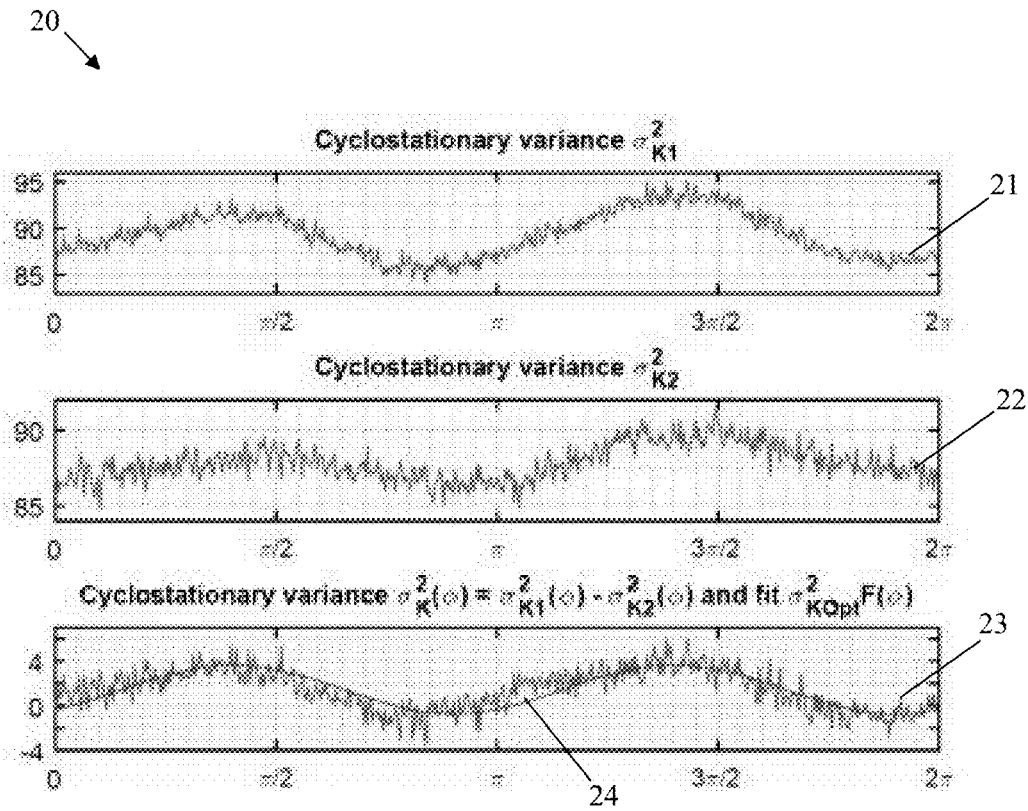 20
Cyclostationary variance σ²K1
95
90
85
0 π/2 π 3π/2 2π
21
Cyclostationary variance σ²K2
90
85
0 π/2 π 3π/2 2π
22
Cyclostationary variance σ²K(ϕ) = σ²K1(ϕ) - σ²K2(ϕ) and fit σ²KOpt F(ϕ)
4
0
-4
0 π/2 π 3π/2 2π
23
24